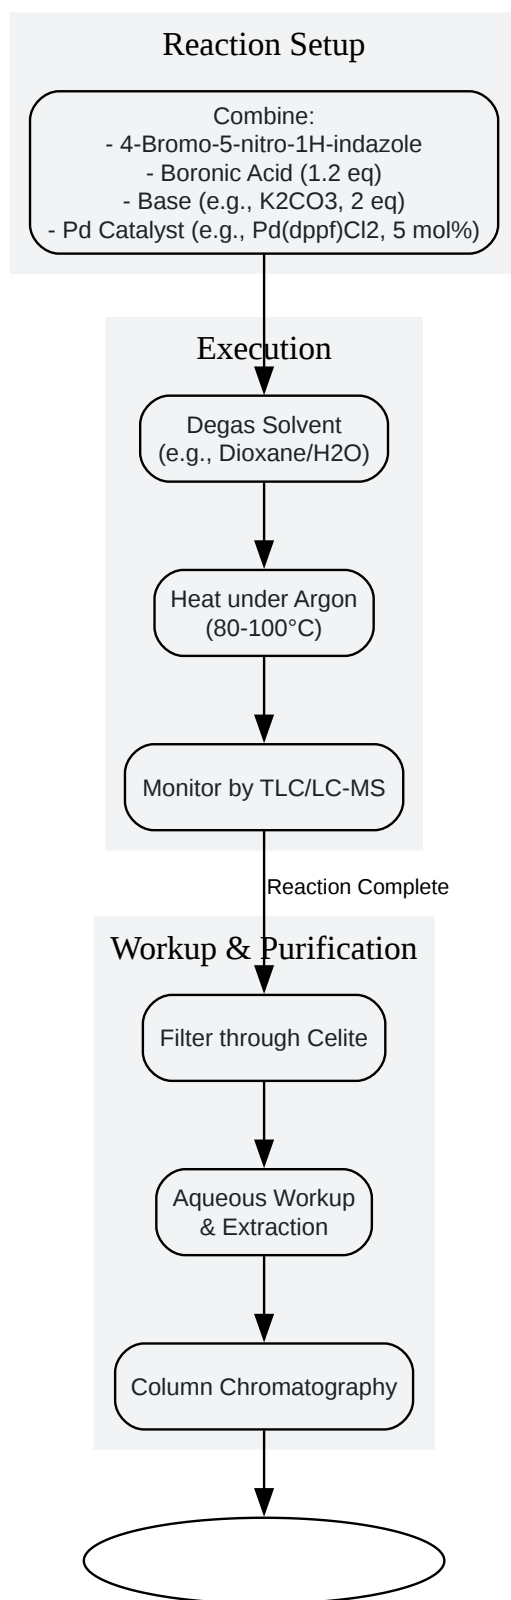 Reaction Setup
Combine:
- 4-Bromo-5-nitro-1H-indazole
- Boronic Acid (1.2 eq)
- Base (e.g., K2CO3, 2 eq)
- Pd Catalyst (e.g., Pd(dppf)Cl2, 5 mol%)
Execution
Degas Solvent
(e.g., Dioxane/H2O)
Heat under Argon
(80-100°C)
Monitor by TLC/LC-MS
Reaction Complete
Workup & Purification
Filter through Celite
Aqueous Workup
& Extraction
Column Chromatography